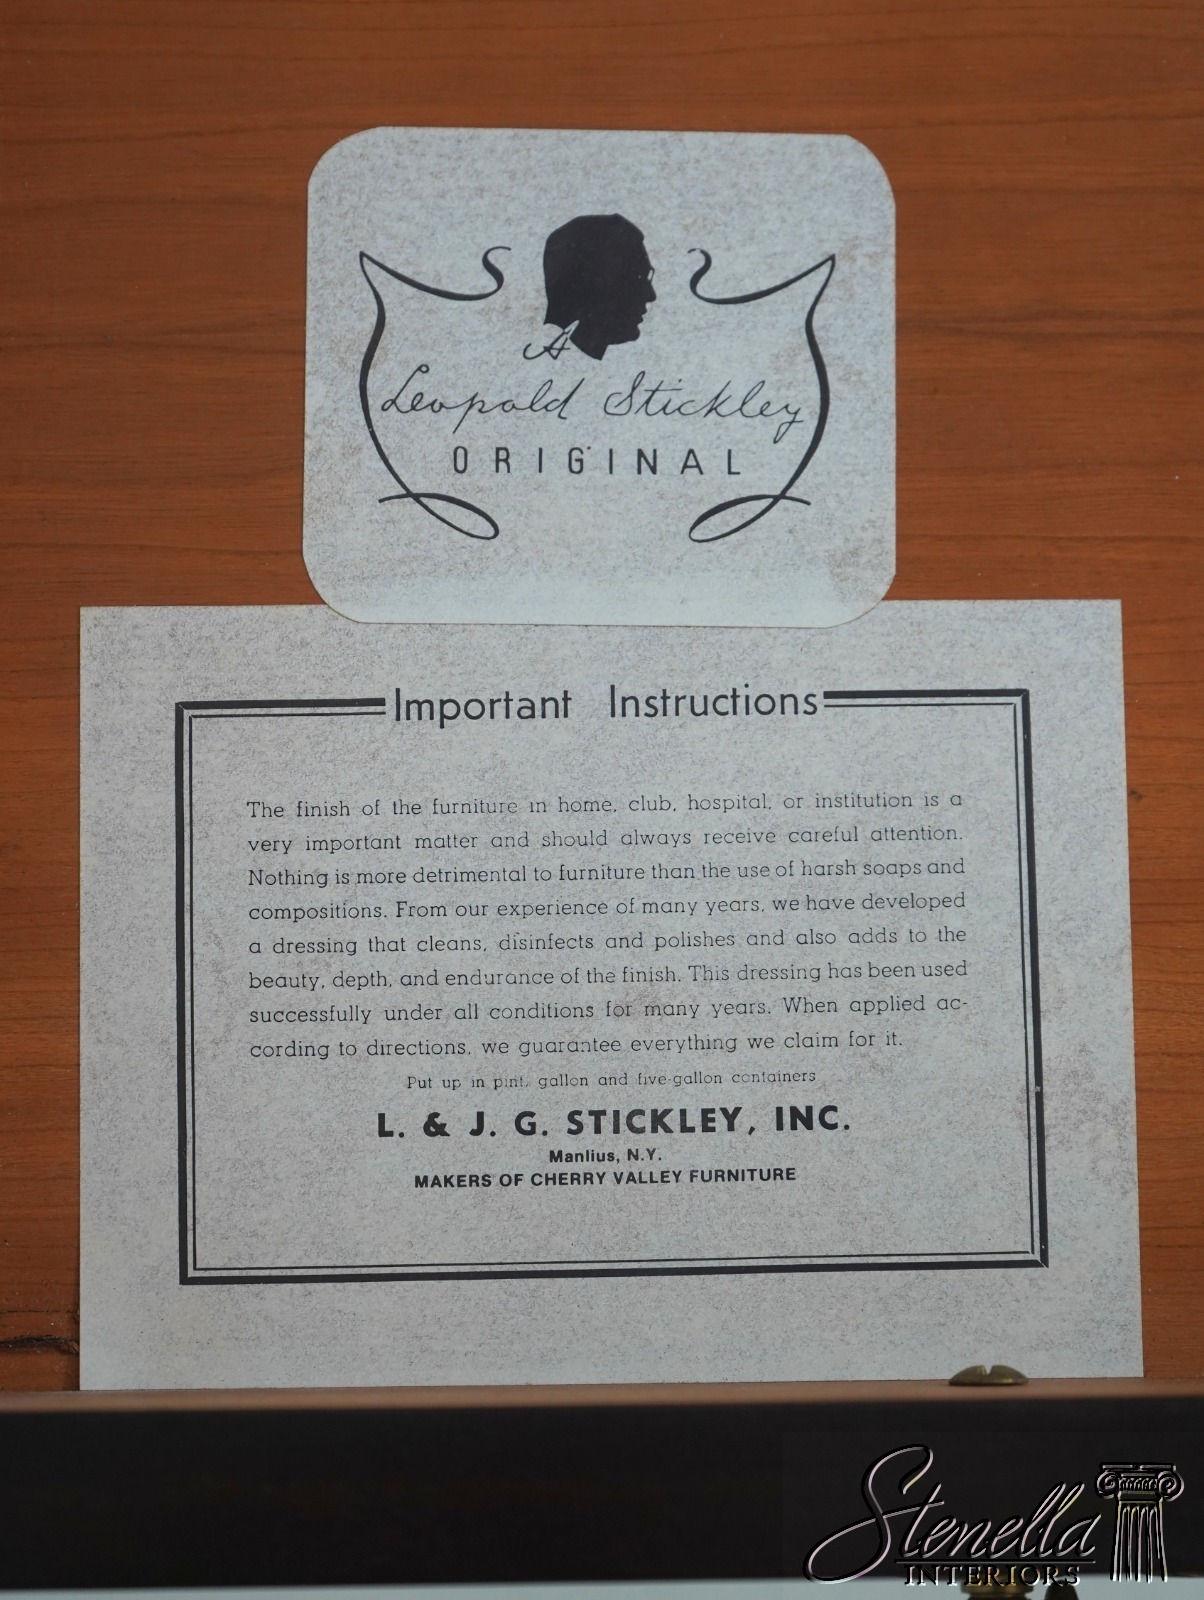 A
Leopold Stickley
ORIGINAL
Important Instructions
The finish of the furniture in home, club, hospital, or institution is a
very important matter and should always receive careful attention.
Nothing is more detrimental to furniture than the use of harsh soaps and
compositions. From our experience of many years, we have developed
a dressing that cleans, disinfects and polishes and also adds to the
beauty, depth, and endurance of the finish. This dressing has been used
successfully under all conditions for many years. When applied ac-
cording to directions, we guarantee everything we claim for it.
Put up in pint, gallon and five-gallon containers
L. & J. G. STICKLEY, INC.
Manlius, N.Y.
MAKERS OF CHERRY VALLEY FURNITURE
Stenella
INTERIORS